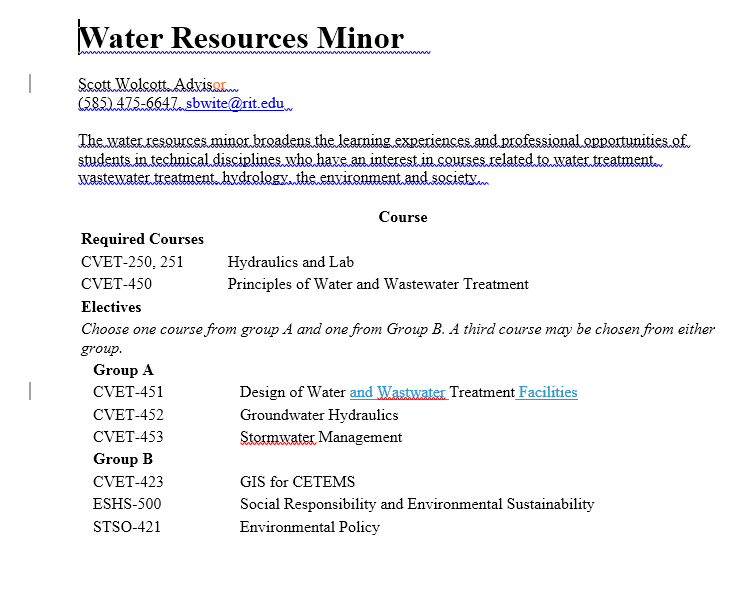 Water Resources Minor
Scott Wolcott, Advisor
(585) 475-6647, sbwite@rit.edu
The water resources minor broadens the learning experiences and professional opportunities of
students in technical disciplines who have an interest in courses related to water treatment,
wastewater treatment, hydrology, the environment and society.
Course
Required Courses
CVET-250, 251 Hydraulics and Lab
CVET-450 Principles of Water and Wastewater Treatment
Electives
Choose one course from group A and one from Group B. A third course may be chosen from either
group.
Group A
CVET-451 Design of Water and Wastwater Treatment Facilities
CVET-452 Groundwater Hydraulics
CVET-453 Stormwater Management
Group B
CVET-423 GIS for CETEMS
ESHS-500 Social Responsibility and Environmental Sustainability
STSO-421 Environmental Policy